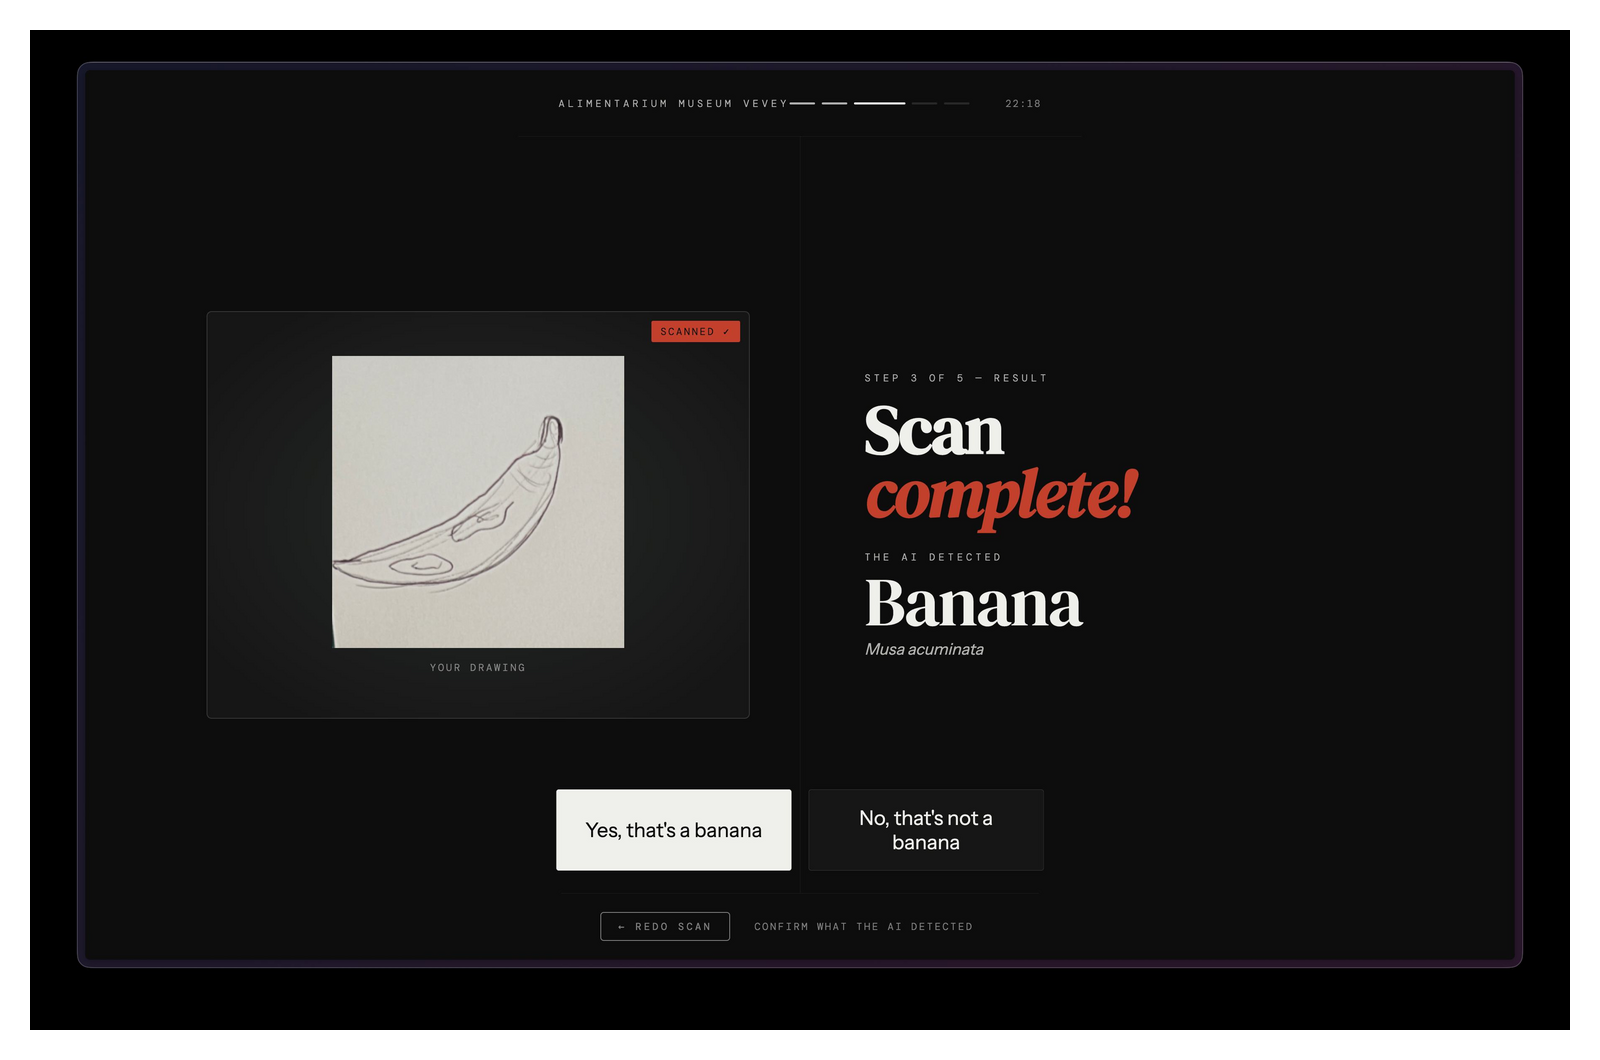 ALIMENTARIUM MUSEUM VEVEY
22:18
SCANNED ✓
YOUR DRAWING
STEP 3 OF 5 — RESULT
Scan
complete!
THE AI DETECTED
Banana
Musa acuminata
Yes, that's a banana
No, that's not a
banana
← REDO SCAN
CONFIRM WHAT THE AI DETECTED